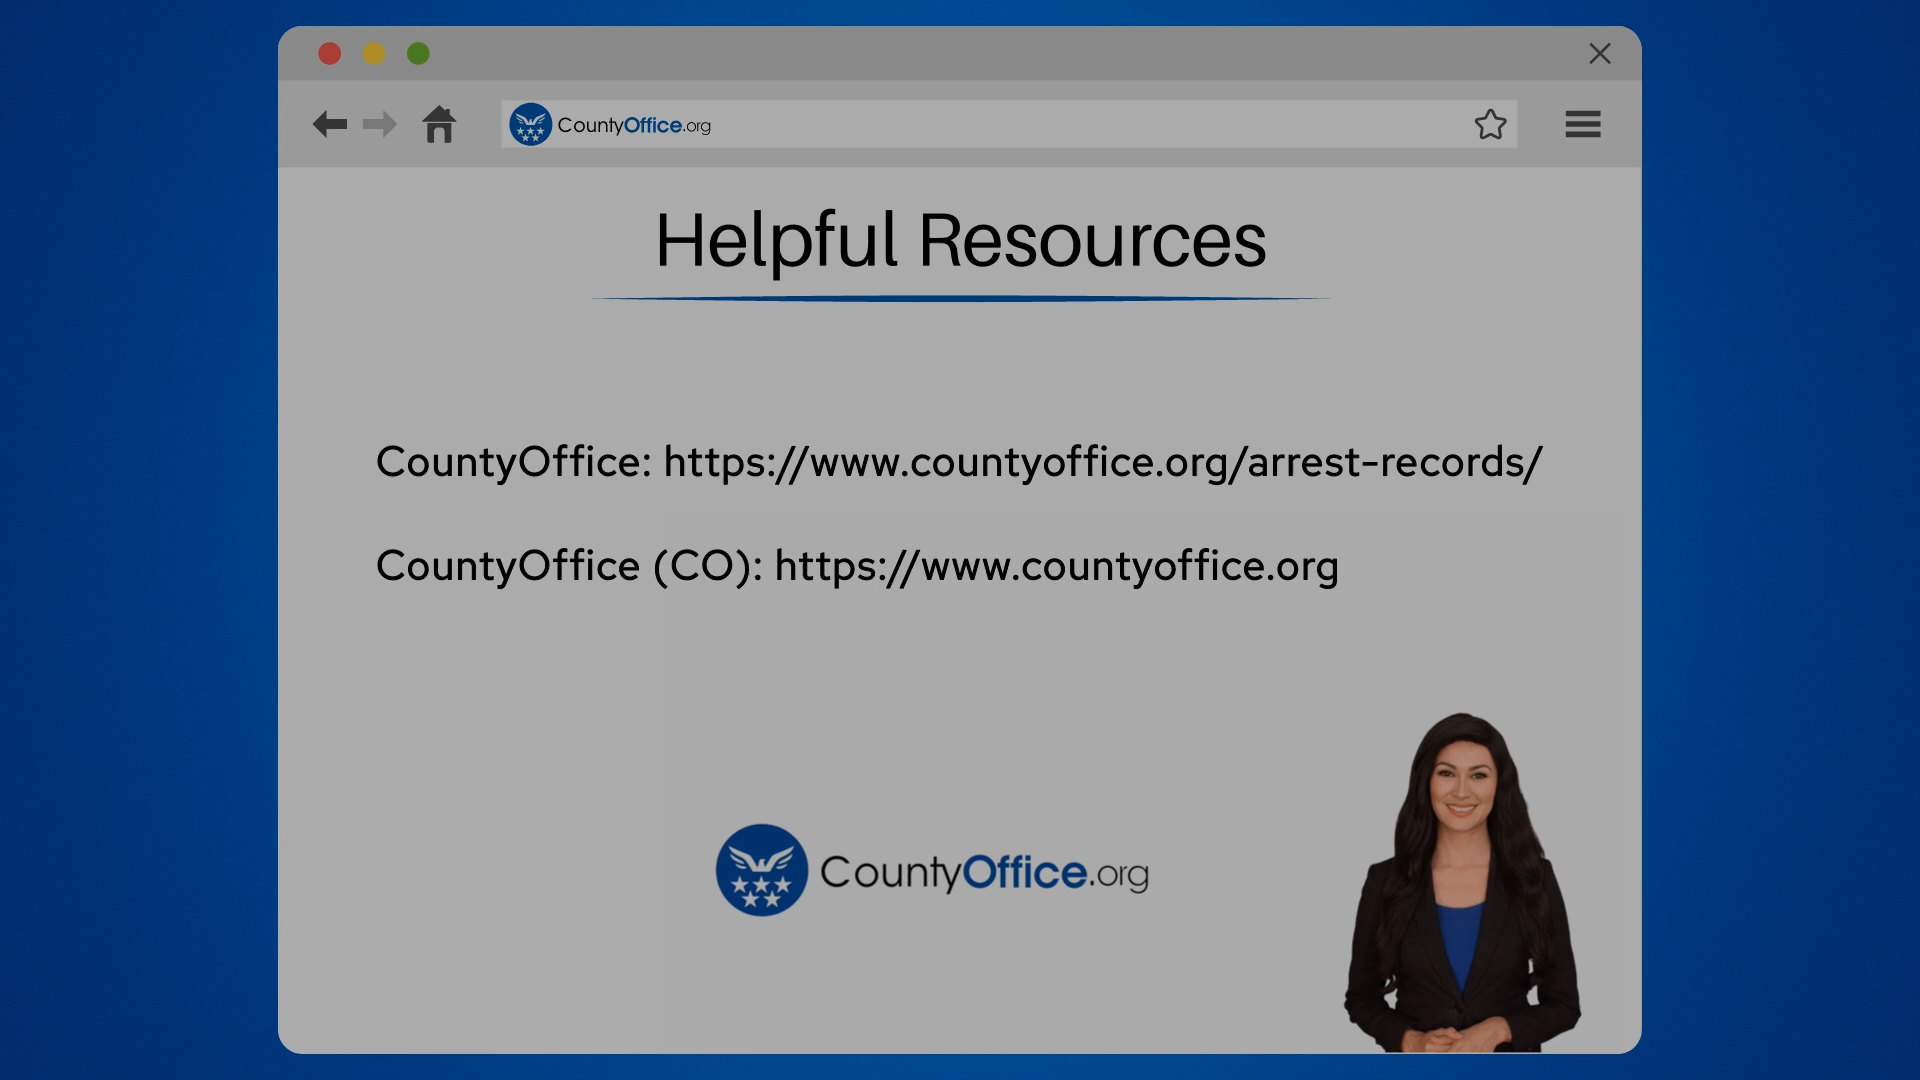 CountyOffice.org
Helpful Resources
CountyOffice: https://www.countyoffice.org/arrest-records/
CountyOffice (CO): https://www.countyoffice.org
CountyOffice.org